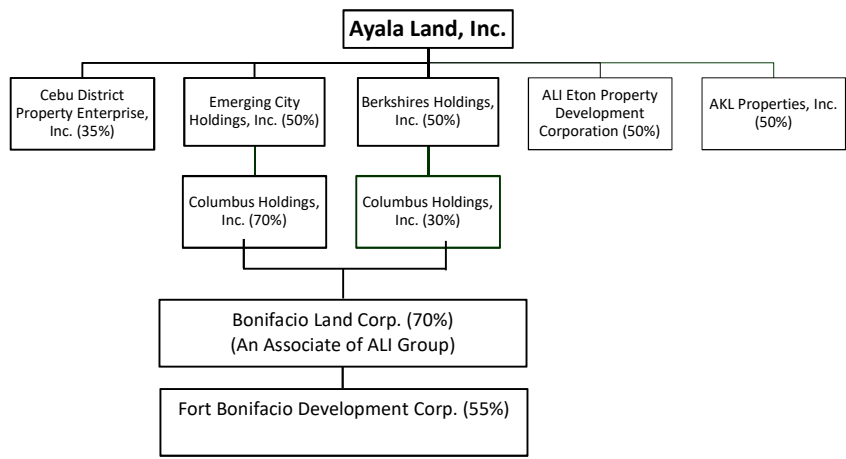 Ayala Land, Inc.
Cebu District
Property Enterprise,
Inc. (35%)
Emerging City
Holdings, Inc. (50%)
Berkshires Holdings,
Inc. (50%)
ALI Eton Property
Development
Corporation (50%)
AKL Properties, Inc.
(50%)
Columbus Holdings,
Inc. (70%)
Columbus Holdings,
Inc. (30%)
Bonifacio Land Corp. (70%)
(An Associate of ALI Group)
Fort Bonifacio Development Corp. (55%)